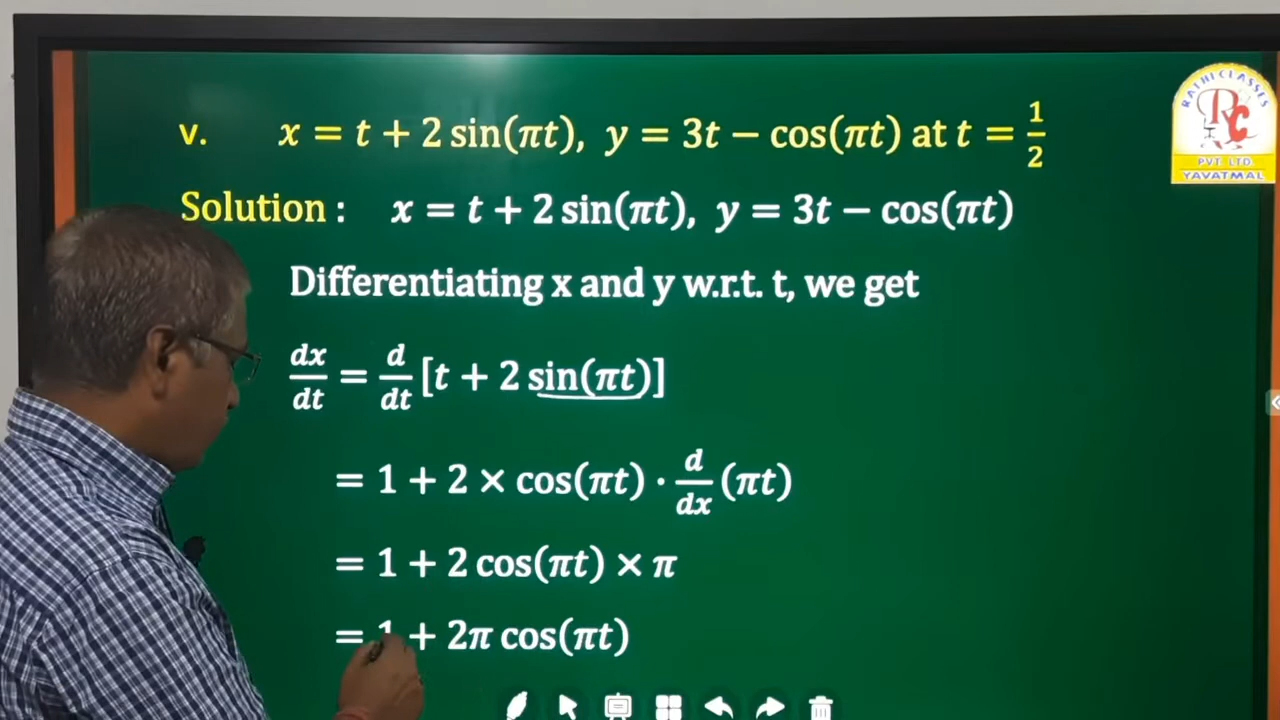 v. x = t + 2 sin(πt), y = 3t − cos(πt) at t = 1/2
Solution : x = t + 2 sin(πt), y = 3t − cos(πt)
Differentiating x and y w.r.t. t, we get
dx/dt = d/dt [t + 2 sin(πt)]
= 1 + 2 × cos(πt) · d/dx (πt)
= 1 + 2 cos(πt) × π
= 1 + 2π cos(πt)
RATHI CLASSES
RC
PVT LTD.
YAVATMAL